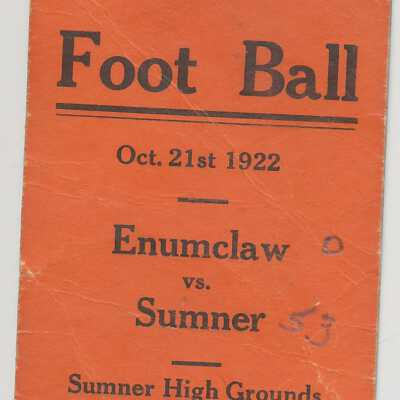 Foot Ball
Oct. 21st 1922
Enumclaw 0
vs.
Sumner 53
Sumner High Grounds